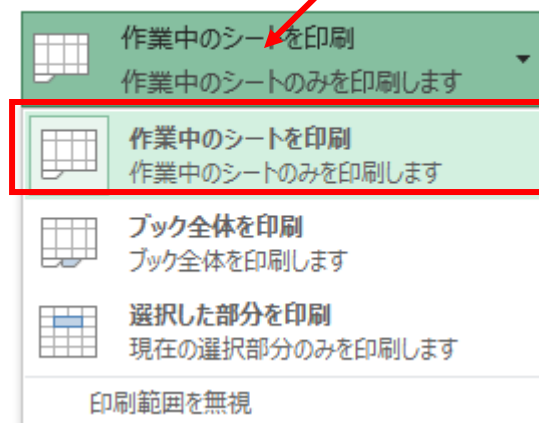 作業中のシートを印刷
作業中のシートのみを印刷します
作業中のシートを印刷
作業中のシートのみを印刷します
ブック全体を印刷
ブック全体を印刷します
選択した部分を印刷
現在の選択部分のみを印刷します
印刷範囲を無視